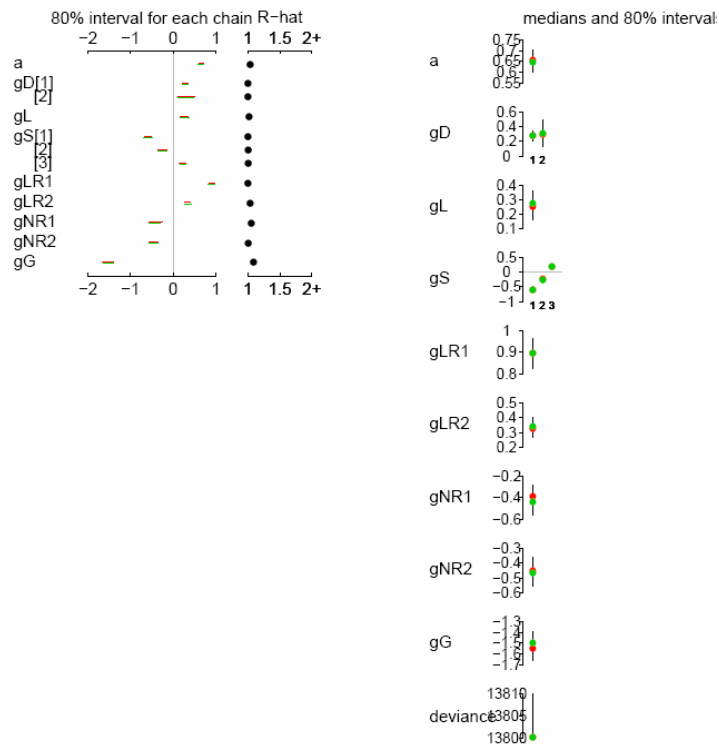 80% interval for each chain R-hat
−2 −1 0 1 1 1.5 2+
a
gD[1]
[2]
gL
gS[1]
[2]
[3]
gLR1
gLR2
gNR1
gNR2
gG
−2 −1 0 1 1 1.5 2+
medians and 80% intervals
a
0.75
0.7
0.65
0.6
0.55
gD
0.6
0.4
0.2
0
1 2
gL
0.4
0.3
0.2
0.1
gS
0.5
0
−0.5
−1
1 2 3
gLR1
1
0.9
0.8
gLR2
0.5
0.4
0.3
0.2
gNR1
−0.2
−0.4
−0.6
gNR2
−0.3
−0.4
−0.5
−0.6
gG
−1.3
−1.4
−1.5
−1.6
−1.7
deviance
13810
13805
13800